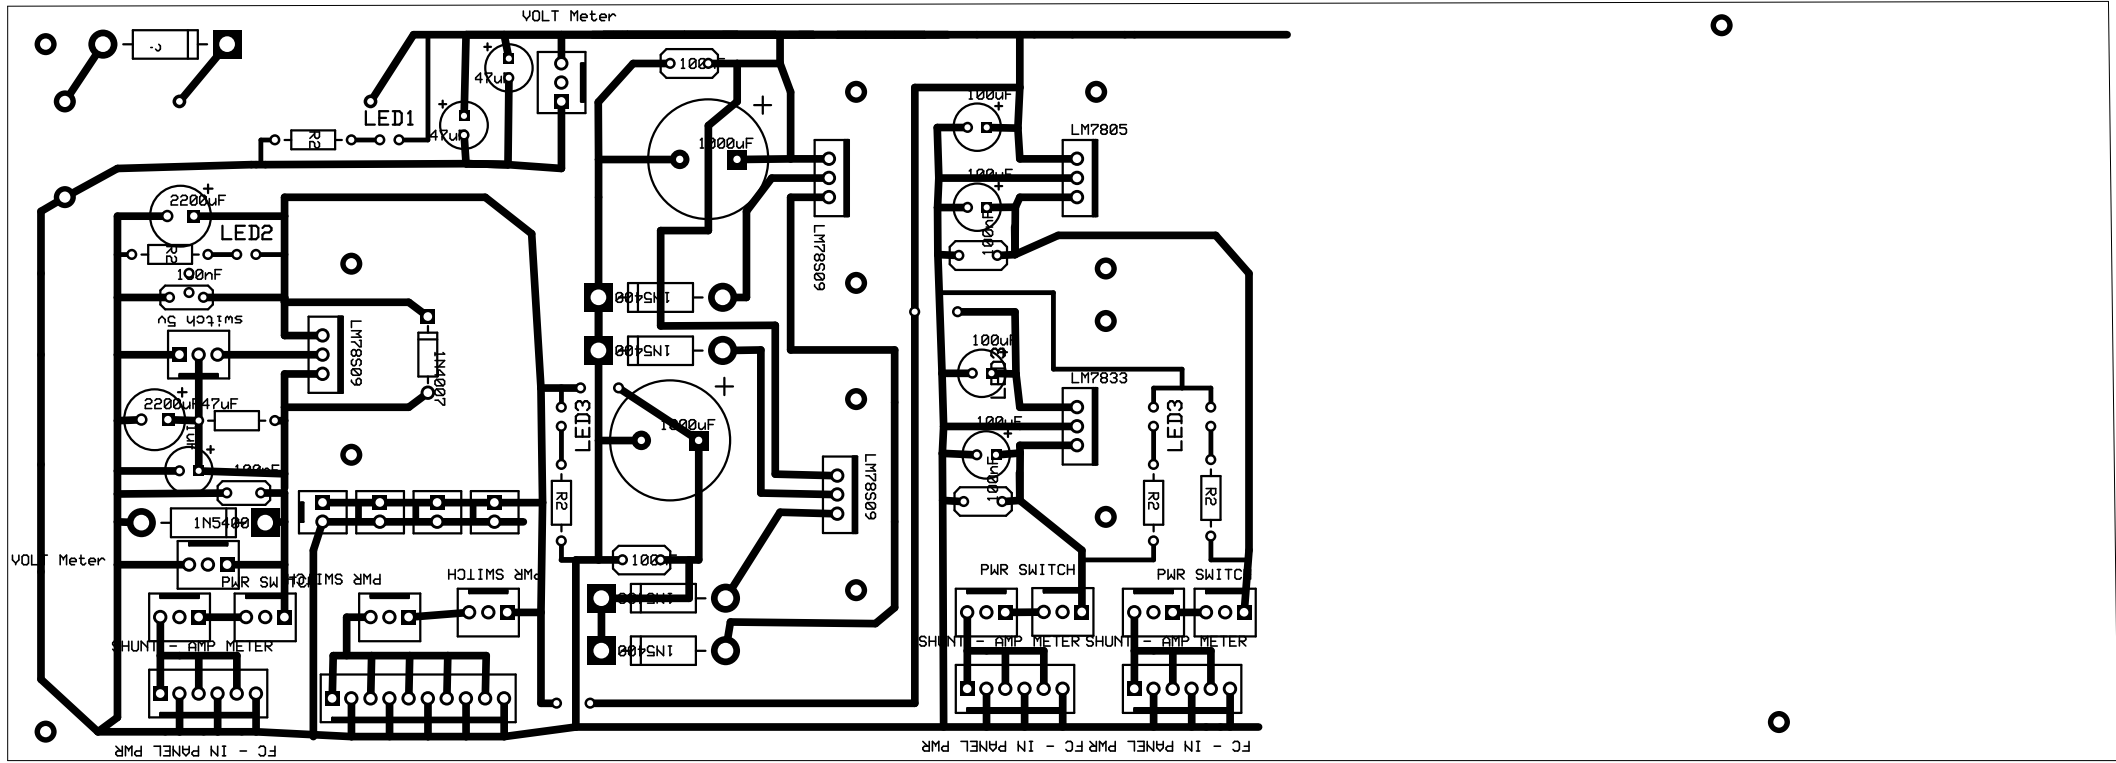 VOLT Meter
47uF
100nF
100uF
LED1
47uF
LM7805
R2
1000uF
2200uF
100uF
LED2
R2
100nF
100nF
LM78S09
1N5400
switch 5v
LM78S09
1N4007
1N5400
100uF
LED3
LM7833
2200uF
47uF
1uF
LED3
1000uF
LED3
100uF
100nF
100nF
LM78S09
R2
R2
R2
1N5400
VOLT Meter
100nF
PWR SWITCH
PWR SWITCH
PWR SWITCH
PWR SWITCH
PWR SWITCH
1N5400
SHUNT - AMP METER
SHUNT - AMP METER
SHUNT - AMP METER
1N5400
FC - IN PANEL PWR
FC - IN PANEL PWR
FC - IN PANEL PWR